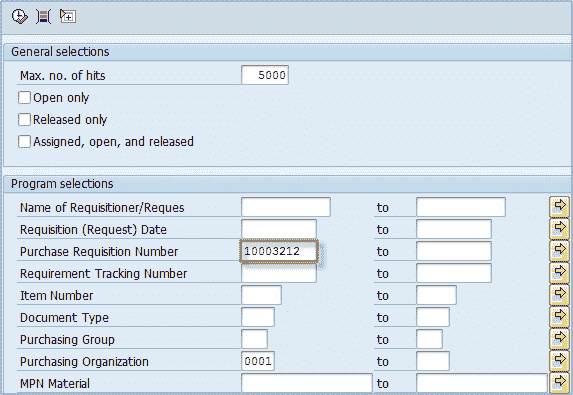 General selections
Max. no. of hits 5000
Open only
Released only
Assigned, open, and released
Program selections
Name of Requisitioner/Reques to
Requisition (Request) Date to
Purchase Requisition Number 10003212 to
Requirement Tracking Number to
Item Number to
Document Type to
Purchasing Group to
Purchasing Organization 0001 to
MPN Material to